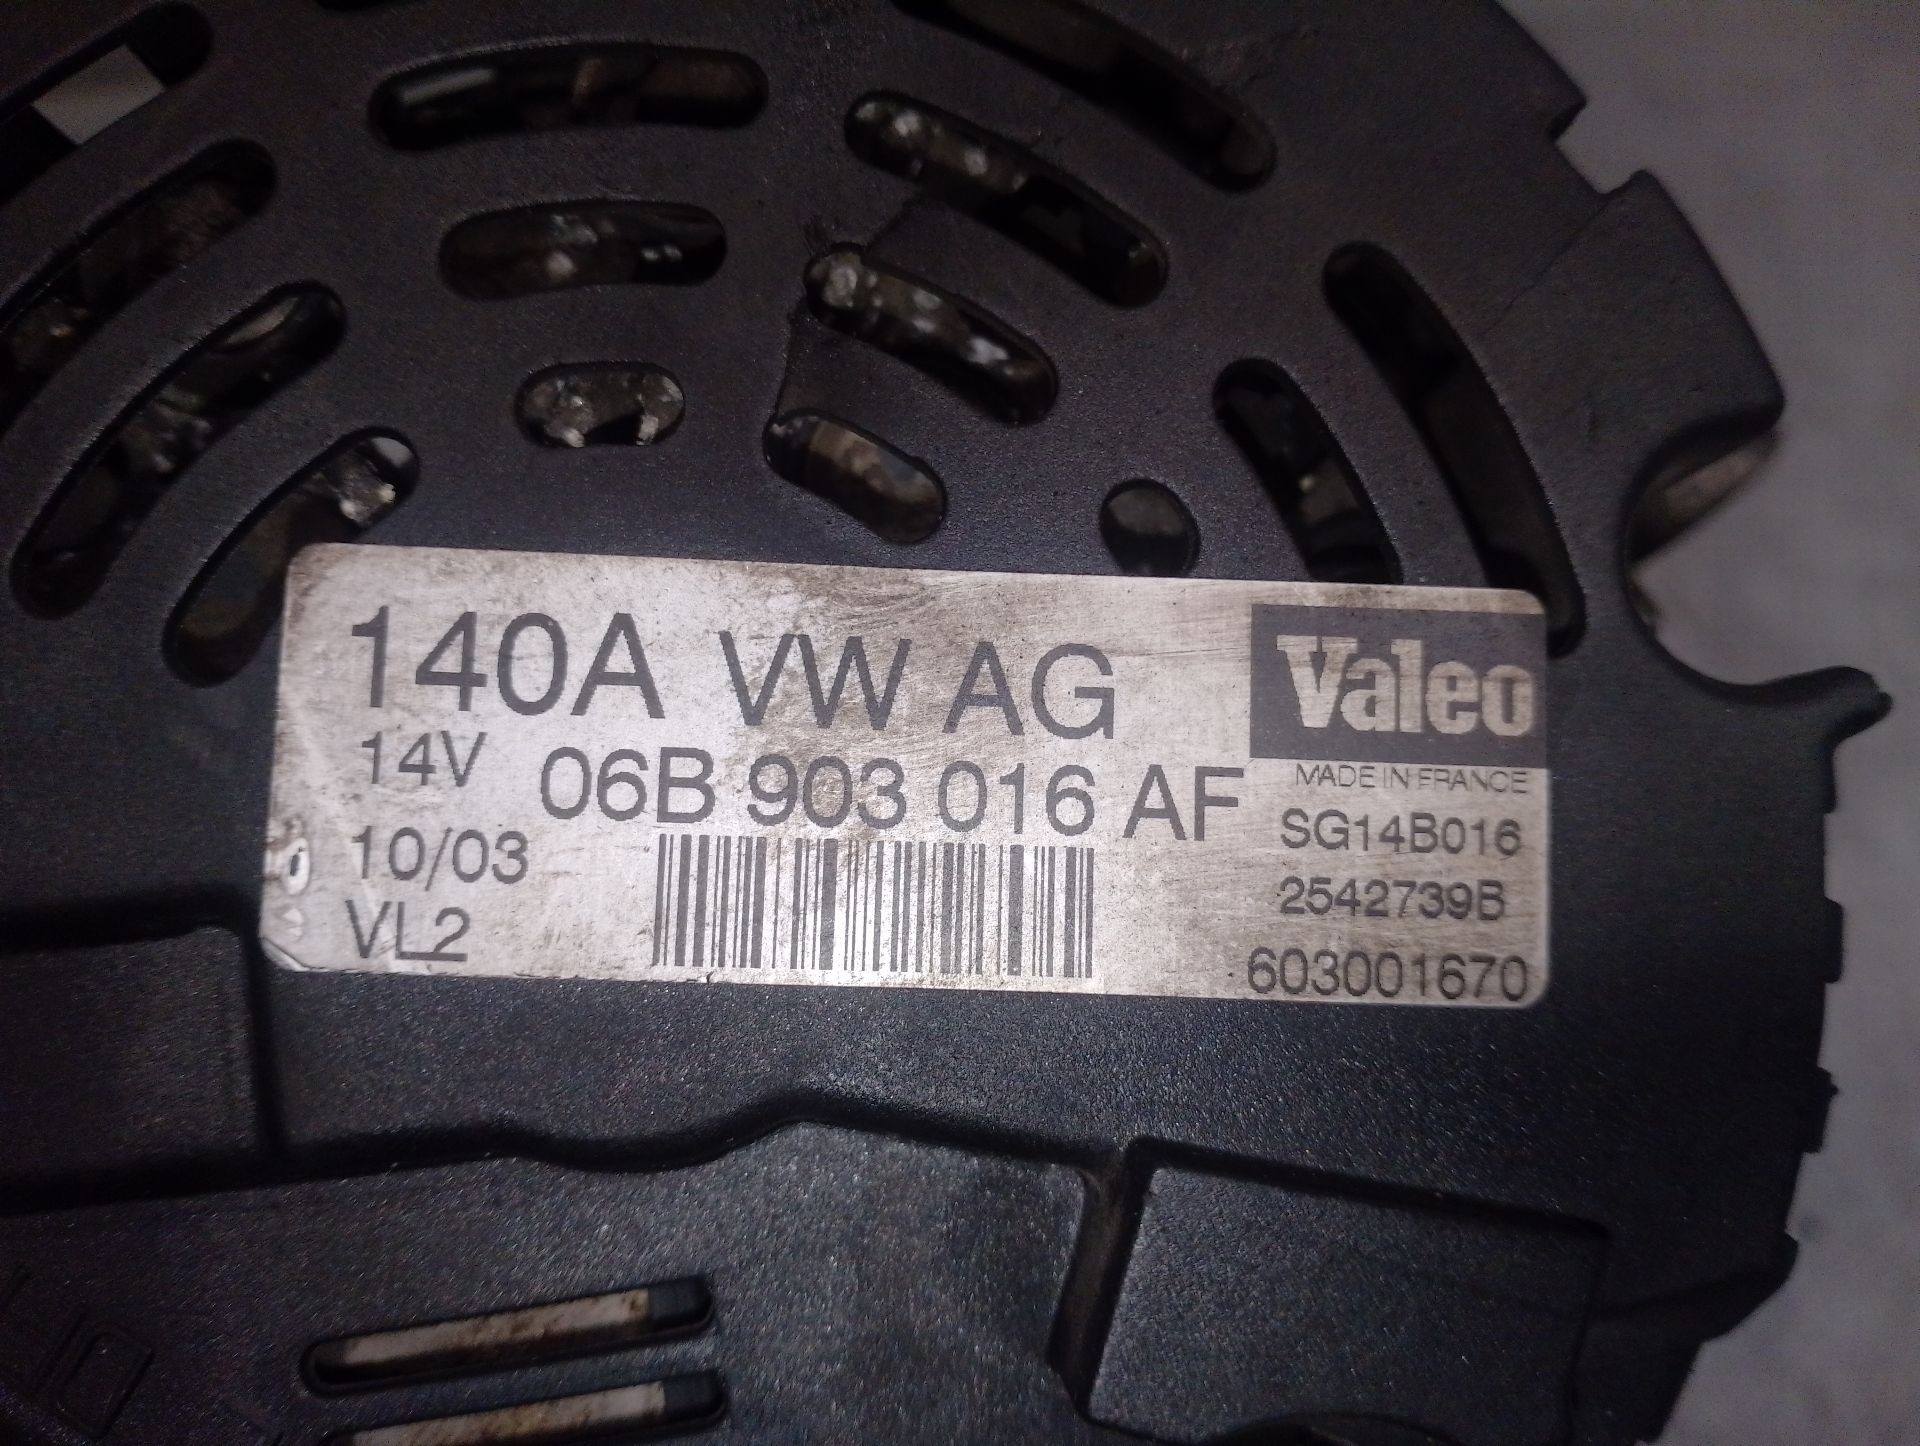 140A VW AG
Valeo
MADE IN FRANCE
14V 06B 903 016 AF
SG14B016
10/03
2542739B
VL2
603001670